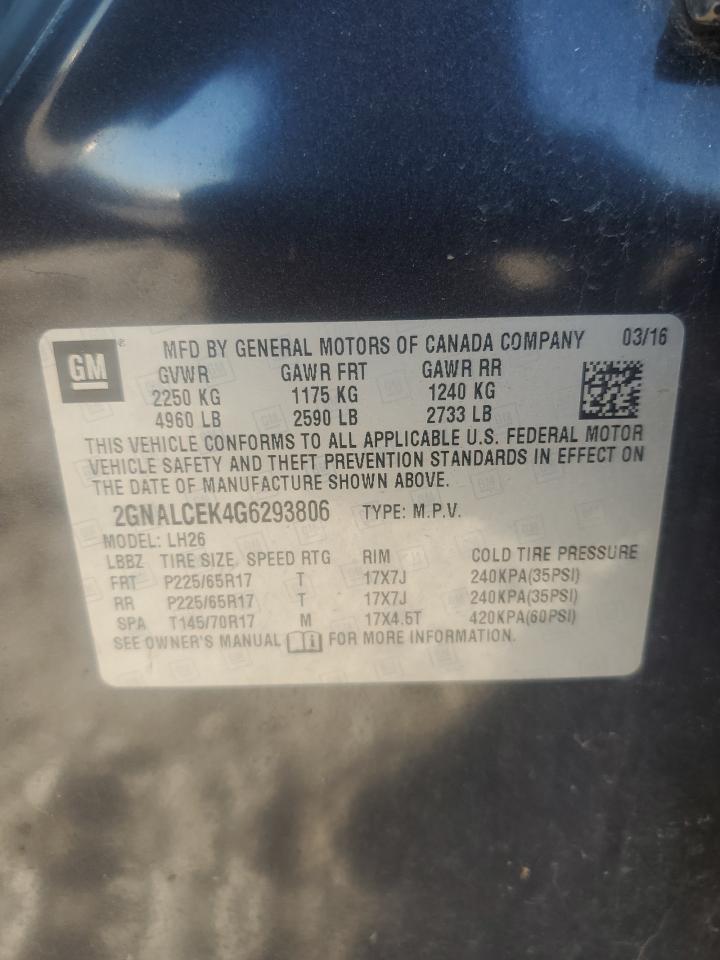 GM ® MFD BY GENERAL MOTORS OF CANADA COMPANY 03/16
GVWR GAWR FRT GAWR RR
2250 KG 1175 KG 1240 KG
4960 LB 2590 LB 2733 LB
THIS VEHICLE CONFORMS TO ALL APPLICABLE U.S. FEDERAL MOTOR
VEHICLE SAFETY AND THEFT PREVENTION STANDARDS IN EFFECT ON
THE DATE OF MANUFACTURE SHOWN ABOVE.
2GNALCEK4G6293806 TYPE: M.P.V.
MODEL: LH26
LBBZ TIRE SIZE SPEED RTG RIM COLD TIRE PRESSURE
FRT P225/65R17 T 17X7J 240KPA(35PSI)
RR P225/65R17 T 17X7J 240KPA(35PSI)
SPA T145/70R17 M 17X4.5T 420KPA(60PSI)
SEE OWNER'S MANUAL FOR MORE INFORMATION.